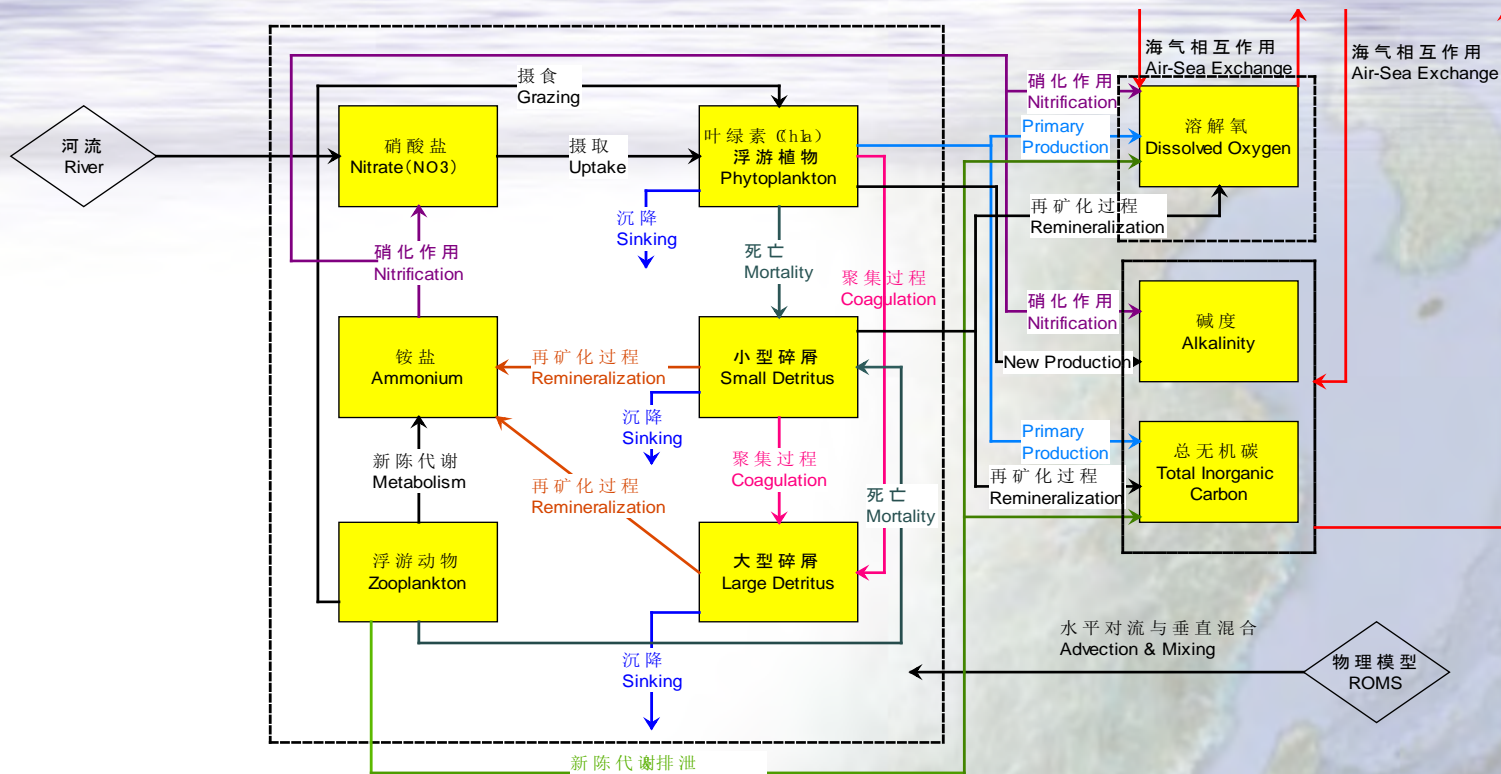 海气相互作用
Air-Sea Exchange
海气相互作用
Air-Sea Exchange
摄食
Grazing
硝化作用
Nitrification
河流
River
硝酸盐
Nitrate(NO3)
摄取
Uptake
叶绿素（Chla）
浮游植物
Phytoplankton
Primary
Production
溶解氧
Dissolved Oxygen
沉降
Sinking
再矿化过程
Remineralization
硝化作用
Nitrification
死亡
Mortality
聚集过程
Coagulation
硝化作用
Nitrification
碱度
Alkalinity
铵盐
Ammonium
再矿化过程
Remineralization
小型碎屑
Small Detritus
New Production
沉降
Sinking
Primary
Production
新陈代谢
Metabolism
再矿化过程
Remineralization
聚集过程
Coagulation
死亡
Mortality
再矿化过程
Remineralization
总无机碳
Total Inorganic
Carbon
浮游动物
Zooplankton
大型碎屑
Large Detritus
沉降
Sinking
水平对流与垂直混合
Advection & Mixing
物理模型
ROMS
新陈代谢排泄